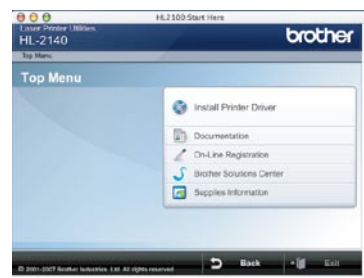 HL2100 Start Here
Laser Printer Utilities
HL-2140
brother
Top Menu
Top Menu
Install Printer Driver
Documentation
On-Line Registration
Brother Solutions Center
Supplies Information
© 2001-2007 Brother Industries, Ltd. All rights reserved
Back
Exit